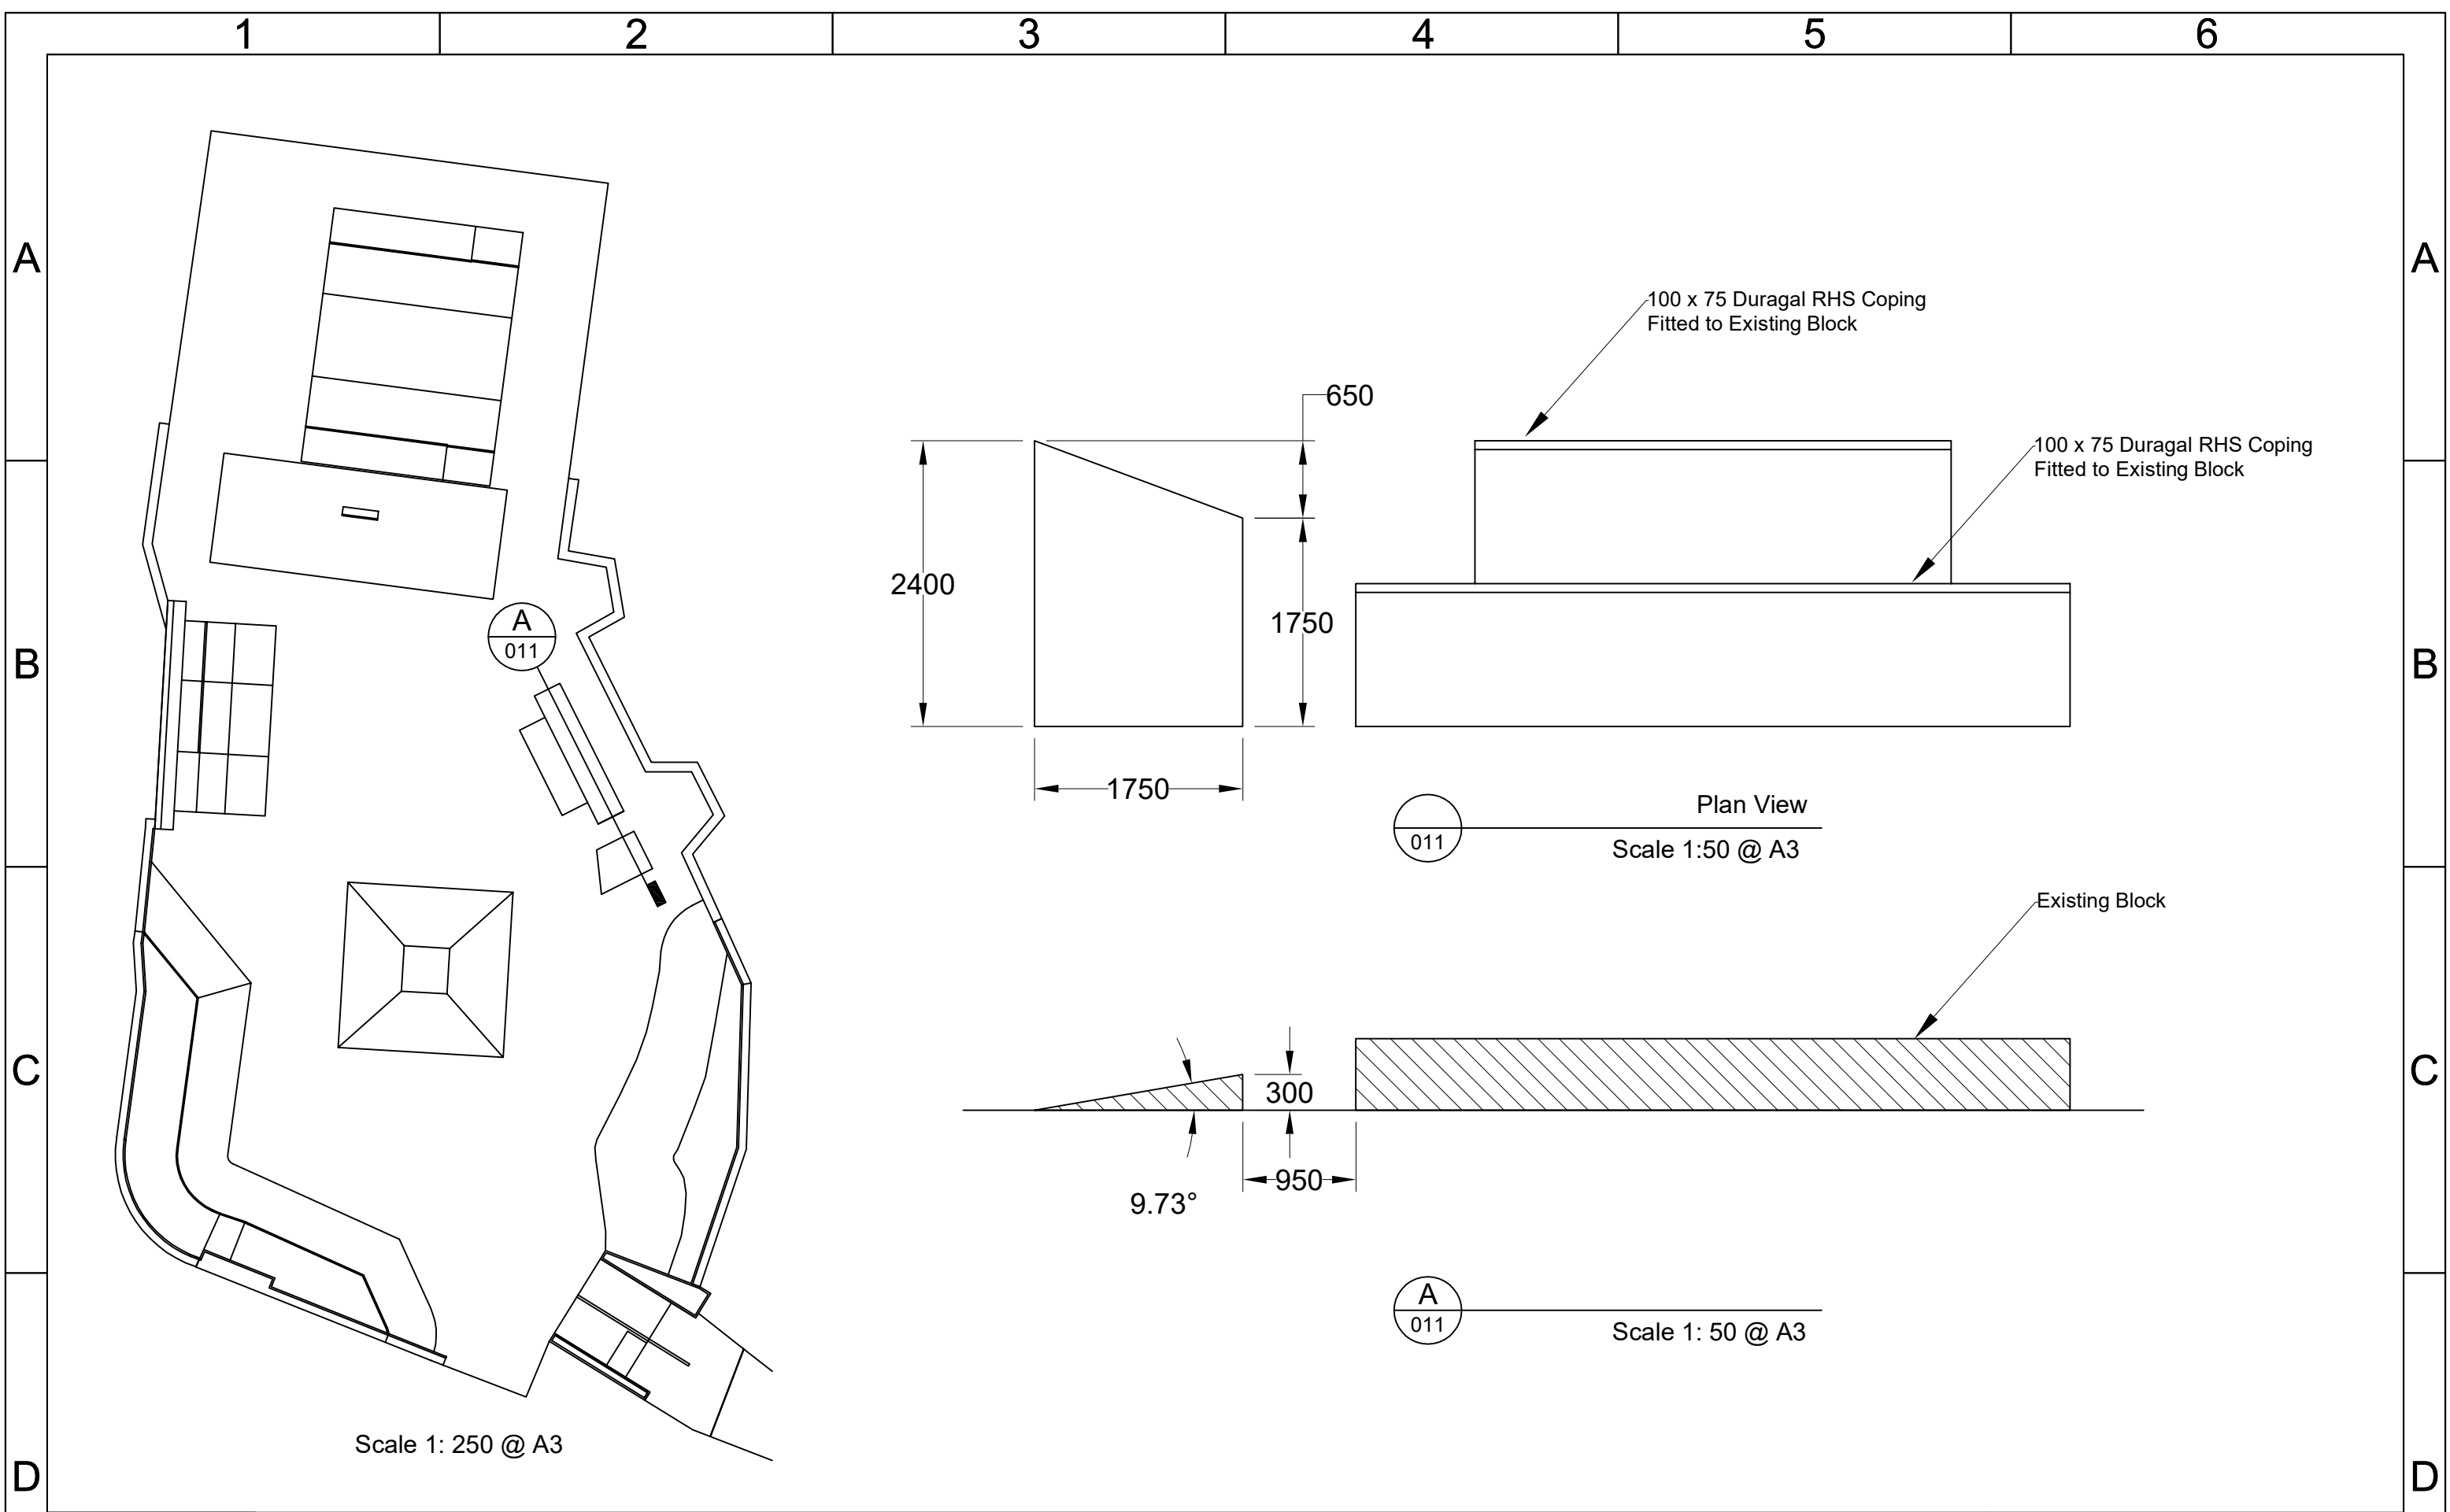 1 2 3 4 5 6
A A
100 x 75 Duragal RHS Coping
Fitted to Existing Block
650
100 x 75 Duragal RHS Coping
Fitted to Existing Block
2400
1750
A
011
B B
1750
Plan View
011
Scale 1:50 @ A3
Existing Block
C C
300
950
9.73°
A
011
Scale 1: 50 @ A3
Scale 1: 250 @ A3
D D